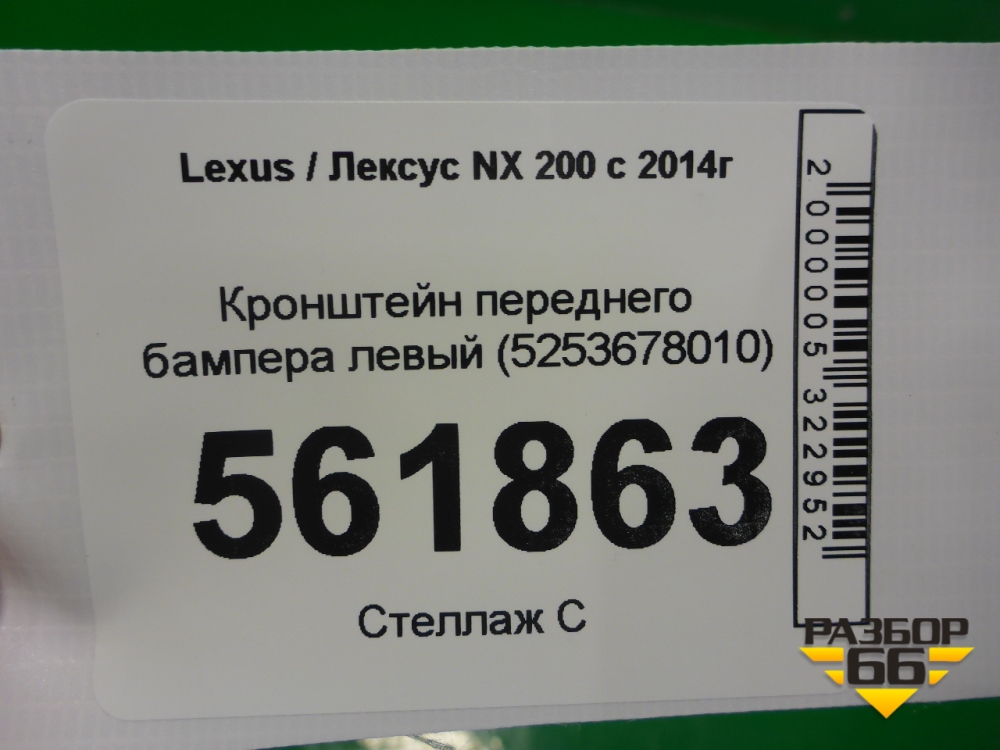 Lexus / Лексус NX 200 с 2014г
Кронштейн переднего
бампера левый (5253678010)
561863
Стеллаж С
2000005322952
РАЗБОР
66